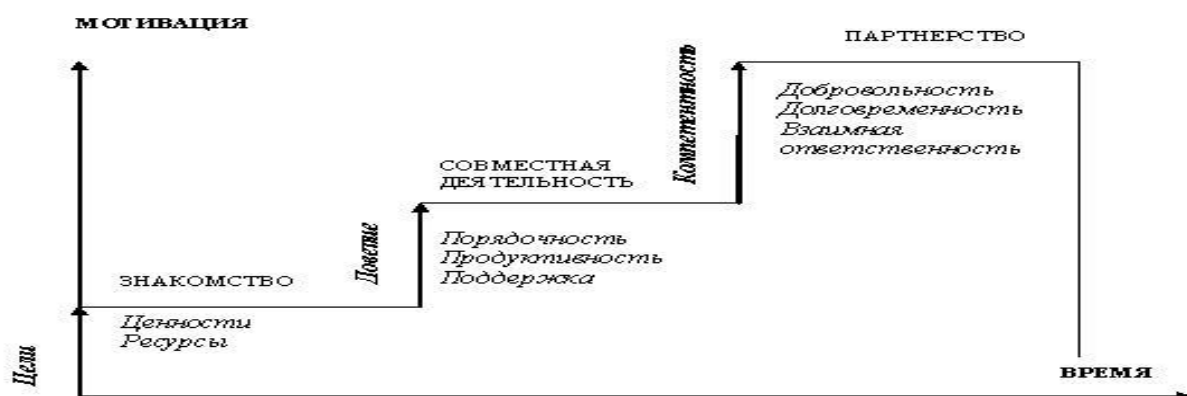 МОТИВАЦИЯ
ПАРТНЕРСТВО
Компетентность
Добровольность
Долговременность
Взаимная
ответственность
СОВМЕСТНАЯ
ДЕЯТЕЛЬНОСТЬ
Доверие
Порядочность
Продуктивность
Поддержка
ЗНАКОМСТВО
Ценности
Ресурсы
Цели
ВРЕМЯ